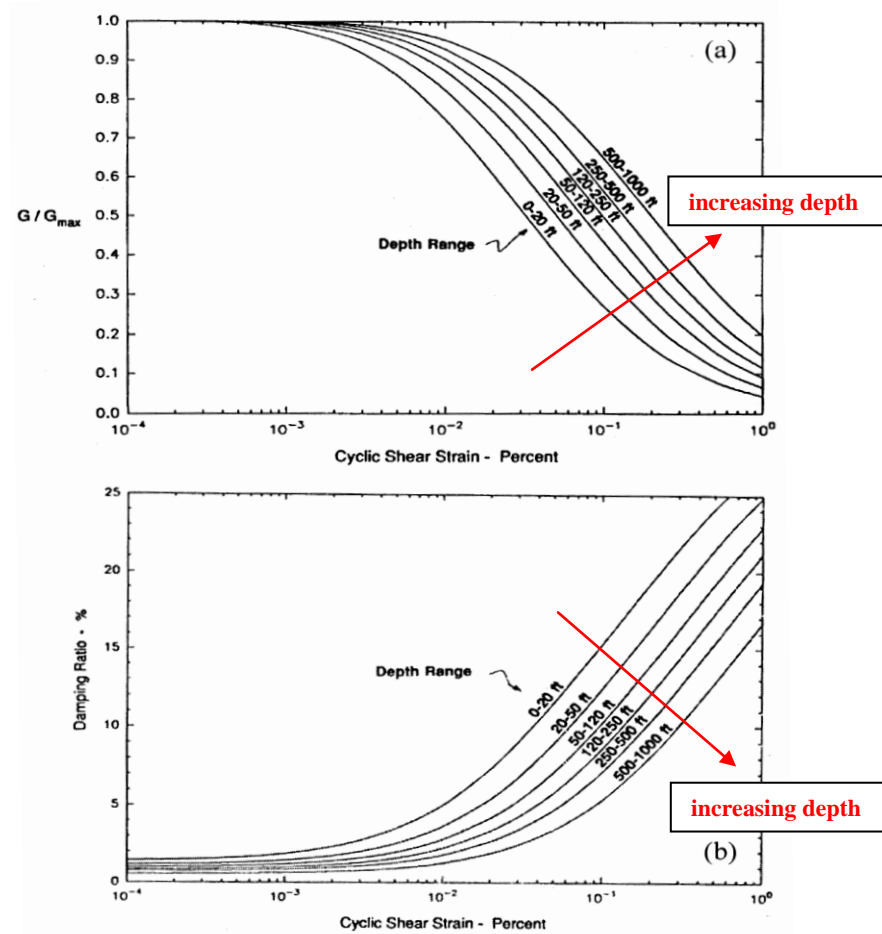 (a)
1.0
0.9
0.8
0.7
0.6
0.5
0.4
0.3
0.2
0.1
0.0
G / Gmax
500-1000 ft
250-500 ft
120-250 ft
50-120 ft
20-50 ft
0-20 ft
Depth Range
increasing depth
10⁻⁴ 10⁻³ 10⁻² 10⁻¹ 10⁰
Cyclic Shear Strain - Percent
25
20
15
10
5
0
Damping Ratio - %
Depth Range
0-20 ft
20-50 ft
50-120 ft
120-250 ft
250-500 ft
500-1000 ft
increasing depth
(b)
10⁻⁴ 10⁻³ 10⁻² 10⁻¹ 10⁰
Cyclic Shear Strain - Percent